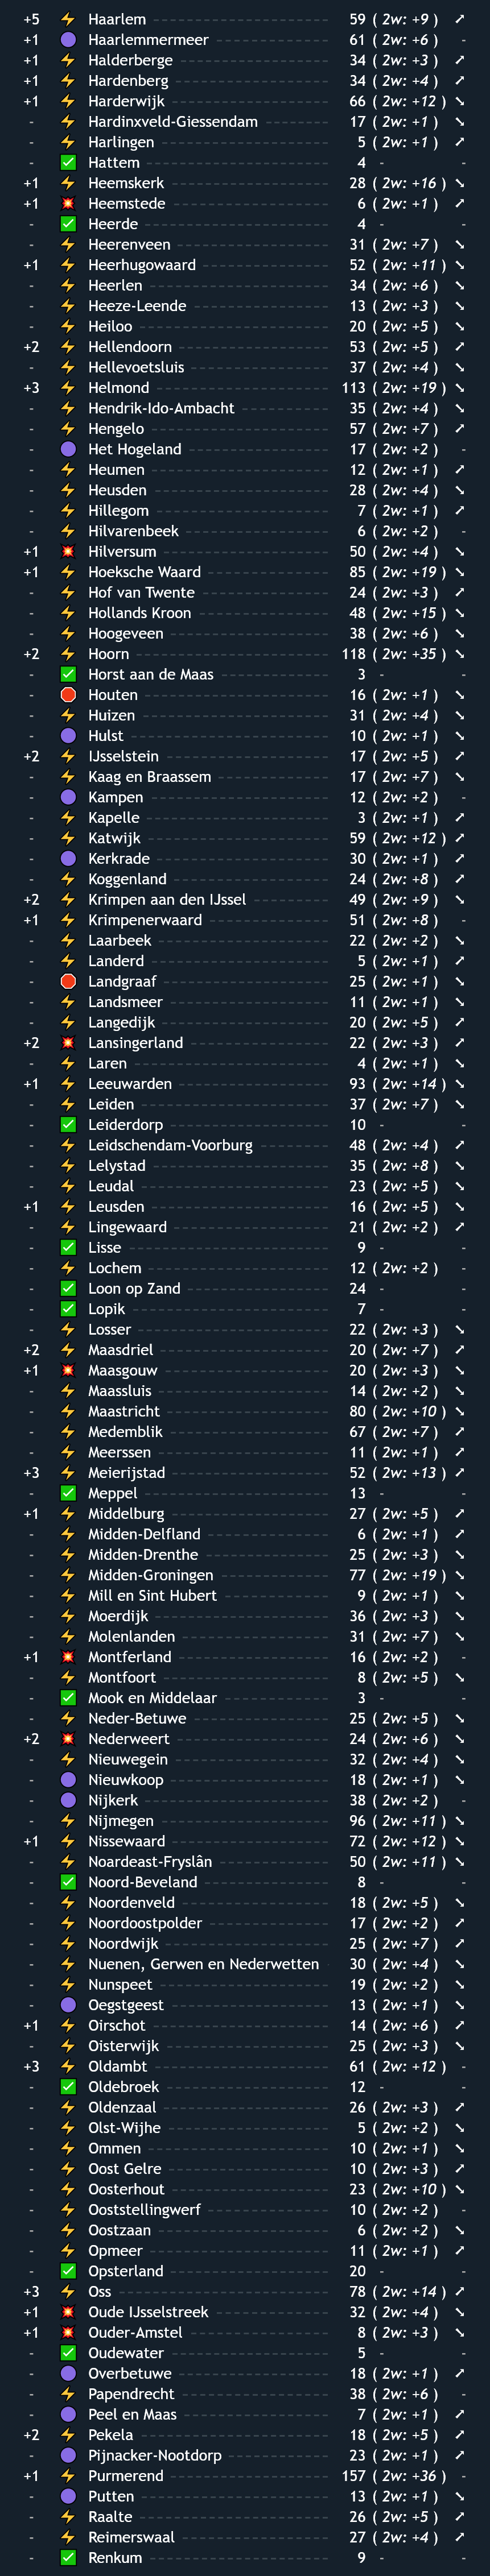 +5 ⚡ Haarlem 59 ( 2w: +9 ) ↗
+1 🟣 Haarlemmermeer 61 ( 2w: +6 ) -
+1 ⚡ Halderberge 34 ( 2w: +3 ) ↗
+1 ⚡ Hardenberg 34 ( 2w: +4 ) ↗
+1 ⚡ Harderwijk 66 ( 2w: +12 ) ↘
- ⚡ Hardinxveld-Giessendam 17 ( 2w: +1 ) ↘
- ⚡ Harlingen 5 ( 2w: +1 ) ↗
- ✅ Hattem 4 - -
+1 ⚡ Heemskerk 28 ( 2w: +16 ) ↘
+1 💥 Heemstede 6 ( 2w: +1 ) ↗
- ✅ Heerde 4 - -
- ⚡ Heerenveen 31 ( 2w: +7 ) ↘
+1 ⚡ Heerhugowaard 52 ( 2w: +11 ) ↘
- ⚡ Heerlen 34 ( 2w: +6 ) ↘
- ⚡ Heeze-Leende 13 ( 2w: +3 ) ↘
- ⚡ Heiloo 20 ( 2w: +5 ) ↘
+2 ⚡ Hellendoorn 53 ( 2w: +5 ) ↗
- ⚡ Hellevoetsluis 37 ( 2w: +4 ) ↘
+3 ⚡ Helmond 113 ( 2w: +19 ) ↘
- ⚡ Hendrik-Ido-Ambacht 35 ( 2w: +4 ) ↘
- ⚡ Hengelo 57 ( 2w: +7 ) ↗
- 🟣 Het Hogeland 17 ( 2w: +2 ) -
- ⚡ Heumen 12 ( 2w: +1 ) ↗
- ⚡ Heusden 28 ( 2w: +4 ) ↘
- ⚡ Hillegom 7 ( 2w: +1 ) ↗
- ⚡ Hilvarenbeek 6 ( 2w: +2 ) -
+1 💥 Hilversum 50 ( 2w: +4 ) ↘
+1 ⚡ Hoeksche Waard 85 ( 2w: +19 ) ↘
- ⚡ Hof van Twente 24 ( 2w: +3 ) ↗
- ⚡ Hollands Kroon 48 ( 2w: +15 ) ↘
- ⚡ Hoogeveen 38 ( 2w: +6 ) ↘
+2 ⚡ Hoorn 118 ( 2w: +35 ) ↘
- ✅ Horst aan de Maas 3 - -
- 🛑 Houten 16 ( 2w: +1 ) ↘
- ⚡ Huizen 31 ( 2w: +4 ) ↘
- 🟣 Hulst 10 ( 2w: +1 ) ↘
+2 ⚡ IJsselstein 17 ( 2w: +5 ) ↗
- ⚡ Kaag en Braassem 17 ( 2w: +7 ) ↘
- 🟣 Kampen 12 ( 2w: +2 ) -
- ⚡ Kapelle 3 ( 2w: +1 ) ↗
- ⚡ Katwijk 59 ( 2w: +12 ) ↗
- 🟣 Kerkrade 30 ( 2w: +1 ) ↗
- ⚡ Koggenland 24 ( 2w: +8 ) ↗
+2 ⚡ Krimpen aan den IJssel 49 ( 2w: +9 ) ↘
+1 ⚡ Krimpenerwaard 51 ( 2w: +8 ) -
- ⚡ Laarbeek 22 ( 2w: +2 ) ↘
- ⚡ Landerd 5 ( 2w: +1 ) ↗
- 🛑 Landgraaf 25 ( 2w: +1 ) ↘
- ⚡ Landsmeer 11 ( 2w: +1 ) ↘
- ⚡ Langedijk 20 ( 2w: +5 ) ↗
+2 💥 Lansingerland 22 ( 2w: +3 ) ↗
- ⚡ Laren 4 ( 2w: +1 ) ↘
+1 ⚡ Leeuwarden 93 ( 2w: +14 ) ↘
- ⚡ Leiden 37 ( 2w: +7 ) ↘
- ✅ Leiderdorp 10 - -
- ⚡ Leidschendam-Voorburg 48 ( 2w: +4 ) ↗
- ⚡ Lelystad 35 ( 2w: +8 ) ↘
- ⚡ Leudal 23 ( 2w: +5 ) ↘
+1 ⚡ Leusden 16 ( 2w: +5 ) ↘
- ⚡ Lingewaard 21 ( 2w: +2 ) ↗
- ✅ Lisse 9 - -
- ⚡ Lochem 12 ( 2w: +2 ) -
- ✅ Loon op Zand 24 - -
- ✅ Lopik 7 - -
- ⚡ Losser 22 ( 2w: +3 ) ↘
+2 ⚡ Maasdriel 20 ( 2w: +7 ) ↗
+1 💥 Maasgouw 20 ( 2w: +3 ) ↘
- ⚡ Maassluis 14 ( 2w: +2 ) ↘
- ⚡ Maastricht 80 ( 2w: +10 ) ↘
- ⚡ Medemblik 67 ( 2w: +7 ) ↗
- ⚡ Meerssen 11 ( 2w: +1 ) ↗
+3 ⚡ Meierijstad 52 ( 2w: +13 ) ↗
- ✅ Meppel 13 - -
+1 ⚡ Middelburg 27 ( 2w: +5 ) ↗
- ⚡ Midden-Delfland 6 ( 2w: +1 ) ↗
- ⚡ Midden-Drenthe 25 ( 2w: +3 ) ↘
- ⚡ Midden-Groningen 77 ( 2w: +19 ) ↘
- ⚡ Mill en Sint Hubert 9 ( 2w: +1 ) ↘
- ⚡ Moerdijk 36 ( 2w: +3 ) ↘
- ⚡ Molenlanden 31 ( 2w: +7 ) ↘
+1 💥 Montferland 16 ( 2w: +2 ) -
- ⚡ Montfoort 8 ( 2w: +5 ) ↘
- ✅ Mook en Middelaar 3 - -
- ⚡ Neder-Betuwe 25 ( 2w: +5 ) ↘
+2 💥 Nederweert 24 ( 2w: +6 ) ↘
- ⚡ Nieuwegein 32 ( 2w: +4 ) ↘
- 🟣 Nieuwkoop 18 ( 2w: +1 ) ↘
- 🟣 Nijkerk 38 ( 2w: +2 ) -
- ⚡ Nijmegen 96 ( 2w: +11 ) ↘
+1 ⚡ Nissewaard 72 ( 2w: +12 ) ↘
- ⚡ Noardeast-Fryslân 50 ( 2w: +11 ) ↘
- ✅ Noord-Beveland 8 - -
- ⚡ Noordenveld 18 ( 2w: +5 ) ↘
- ⚡ Noordoostpolder 17 ( 2w: +2 ) ↗
- ⚡ Noordwijk 25 ( 2w: +7 ) ↗
- ⚡ Nuenen, Gerwen en Nederwetten 30 ( 2w: +4 ) ↘
- ⚡ Nunspeet 19 ( 2w: +2 ) ↘
- 🟣 Oegstgeest 13 ( 2w: +1 ) ↘
+1 ⚡ Oirschot 14 ( 2w: +6 ) ↗
- ⚡ Oisterwijk 25 ( 2w: +3 ) ↘
+3 ⚡ Oldambt 61 ( 2w: +12 ) -
- ✅ Oldebroek 12 - -
- ⚡ Oldenzaal 26 ( 2w: +3 ) ↗
- ⚡ Olst-Wijhe 5 ( 2w: +2 ) ↘
- ⚡ Ommen 10 ( 2w: +1 ) ↘
- ⚡ Oost Gelre 10 ( 2w: +3 ) ↗
- ⚡ Oosterhout 23 ( 2w: +10 ) ↘
- ⚡ Ooststellingwerf 10 ( 2w: +2 ) -
- ⚡ Oostzaan 6 ( 2w: +2 ) ↘
- ⚡ Opmeer 11 ( 2w: +1 ) ↗
- ✅ Opsterland 20 - -
+3 ⚡ Oss 78 ( 2w: +14 ) ↗
+1 💥 Oude IJsselstreek 32 ( 2w: +4 ) ↘
+1 💥 Ouder-Amstel 8 ( 2w: +3 ) ↘
- ✅ Oudewater 5 - -
- 🟣 Overbetuwe 18 ( 2w: +1 ) ↗
- ⚡ Papendrecht 38 ( 2w: +6 ) -
- 🟣 Peel en Maas 7 ( 2w: +1 ) ↗
+2 ⚡ Pekela 18 ( 2w: +5 ) ↗
- 🟣 Pijnacker-Nootdorp 23 ( 2w: +1 ) ↗
+1 ⚡ Purmerend 157 ( 2w: +36 ) -
- 🟣 Putten 13 ( 2w: +1 ) ↘
- ⚡ Raalte 26 ( 2w: +5 ) ↗
- ⚡ Reimerswaal 27 ( 2w: +4 ) ↗
- ✅ Renkum 9 - -